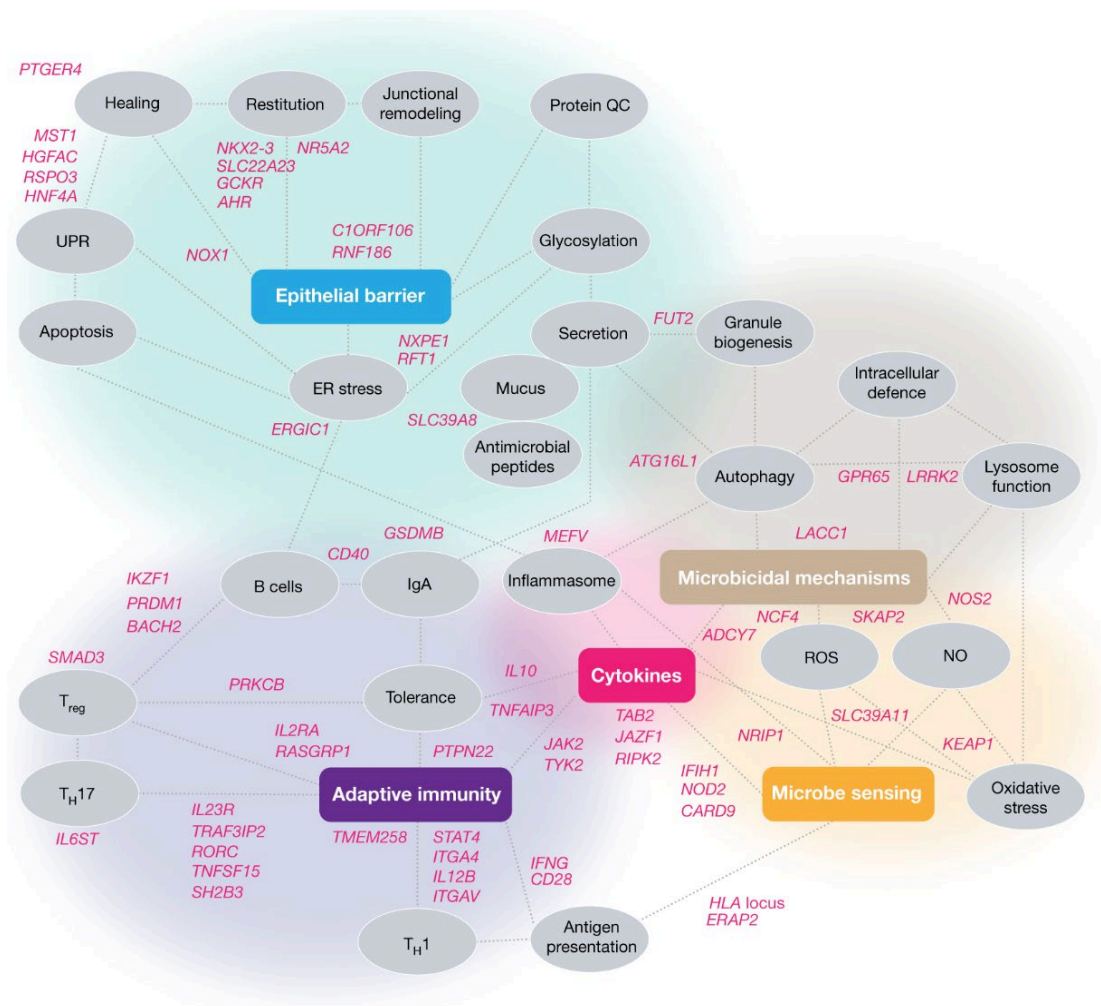 PTGER4
Healing
Restitution
Junctional
remodeling
Protein QC
MST1
HGFAC
RSPO3
HNF4A
NKX2-3
SLC22A23
GCKR
AHR
NR5A2
UPR
NOX1
C1ORF106
RNF186
Glycosylation
Epithelial barrier
Apoptosis
NXPE1
RFT1
Secretion
FUT2
Granule
biogenesis
Intracellular
defence
ER stress
Mucus
SLC39A8
ERGIC1
Antimicrobial
peptides
ATG16L1
Autophagy
GPR65
LRRK2
Lysosome
function
LACC1
GSDMB
MEFV
CD40
B cells
IgA
Inflammasome
Microbicidal mechanisms
IKZF1
PRDM1
BACH2
NCF4
SKAP2
NOS2
ADCY7
ROS
NO
SMAD3
Treg
PRKCB
Tolerance
IL10
Cytokines
TNFAIP3
TAB2
JAZF1
RIPK2
SLC39A11
NRIP1
KEAP1
IL2RA
RASGRP1
PTPN22
JAK2
TYK2
IFIH1
NOD2
CARD9
TH17
Adaptive immunity
Microbe sensing
Oxidative
stress
IL6ST
IL23R
TRAF3IP2
RORC
TNFSF15
SH2B3
TMEM258
STAT4
ITGA4
IL12B
ITGAV
IFNG
CD28
HLA locus
ERAP2
TH1
Antigen
presentation